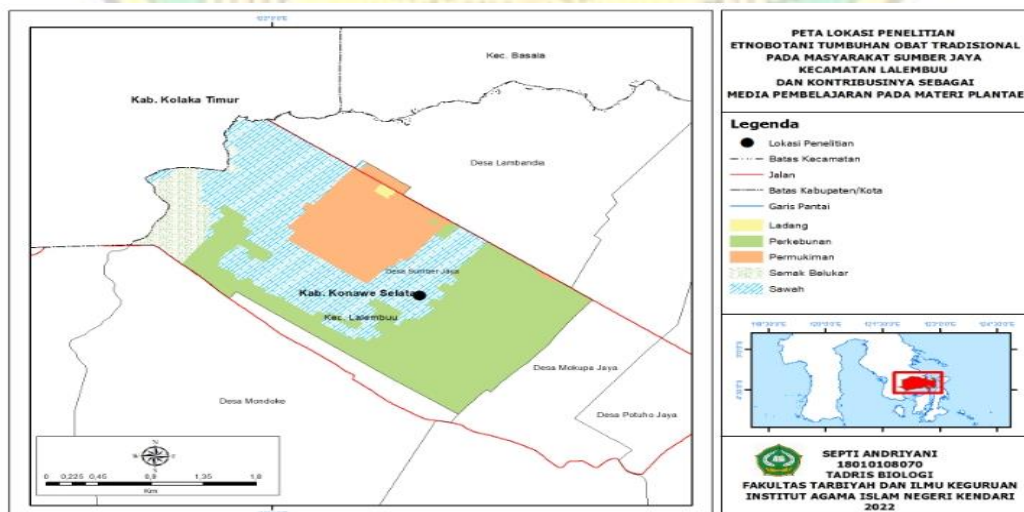 Kec. Basala
Kab. Kolaka Timur
Desa Lambandia
Desa Sumber Jaya
Kab. Konawe Selatan
Kec. Lalembuu
Desa Mokupa Jaya
Desa Mondoke
Desa Potuho Jaya
N
0 0,225 0,45 0,9 1,35 1,8
Km
PETA LOKASI PENELITIAN
ETNOBOTANI TUMBUHAN OBAT TRADISIONAL
PADA MASYARAKAT SUMBER JAYA
KECAMATAN LALEMBUU
DAN KONTRIBUSINYA SEBAGAI
MEDIA PEMBELAJARAN PADA MATERI PLANTAE
Legenda
Lokasi Penelitian
Batas Kecamatan
Jalan
Batas Kabupaten/Kota
Garis Pantai
Ladang
Perkebunan
Permukiman
Semak Belukar
Sawah
SEPTI ANDRIYANI
18010108070
TADRIS BIOLOGI
FAKULTAS TARBIYAH DAN ILMU KEGURUAN
INSTITUT AGAMA ISLAM NEGERI KENDARI
2022